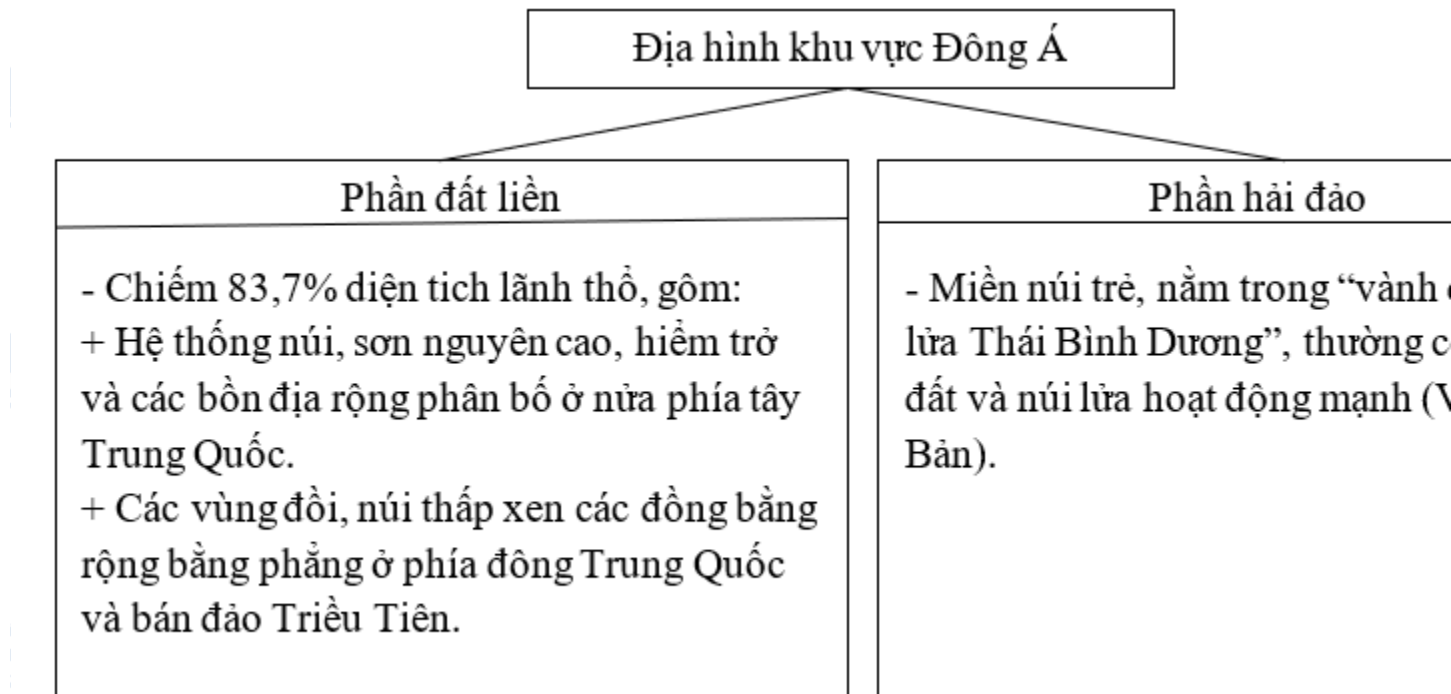 Địa hình khu vực Đông Á
Phần đất liền
- Chiếm 83,7% diện tich lãnh thổ, gôm:
+ Hệ thống núi, sơn nguyên cao, hiểm trở
và các bồn địa rộng phân bố ở nửa phía tây
Trung Quốc.
+ Các vùng đồi, núi thấp xen các đồng bằng
rộng bằng phẳng ở phía đông Trung Quốc
và bán đảo Triều Tiên.
Phần hải đảo
- Miền núi trẻ, nằm trong “vành
lửa Thái Bình Dương”, thường
đất và núi lửa hoạt động mạnh
Bản).